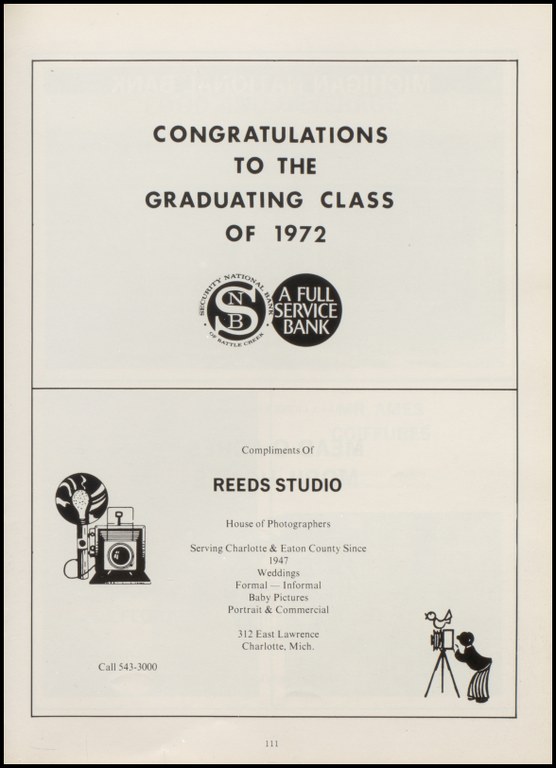 CONGRATULATIONS
TO THE
GRADUATING CLASS
OF 1972
SECURITY NATIONAL BANK
SNB
OF BATTLE CREEK
A FULL
SERVICE
BANK
Compliments Of
REEDS STUDIO
House of Photographers
Serving Charlotte & Eaton County Since
1947
Weddings
Formal — Informal
Baby Pictures
Portrait & Commercial
312 East Lawrence
Charlotte, Mich.
Call 543-3000
111